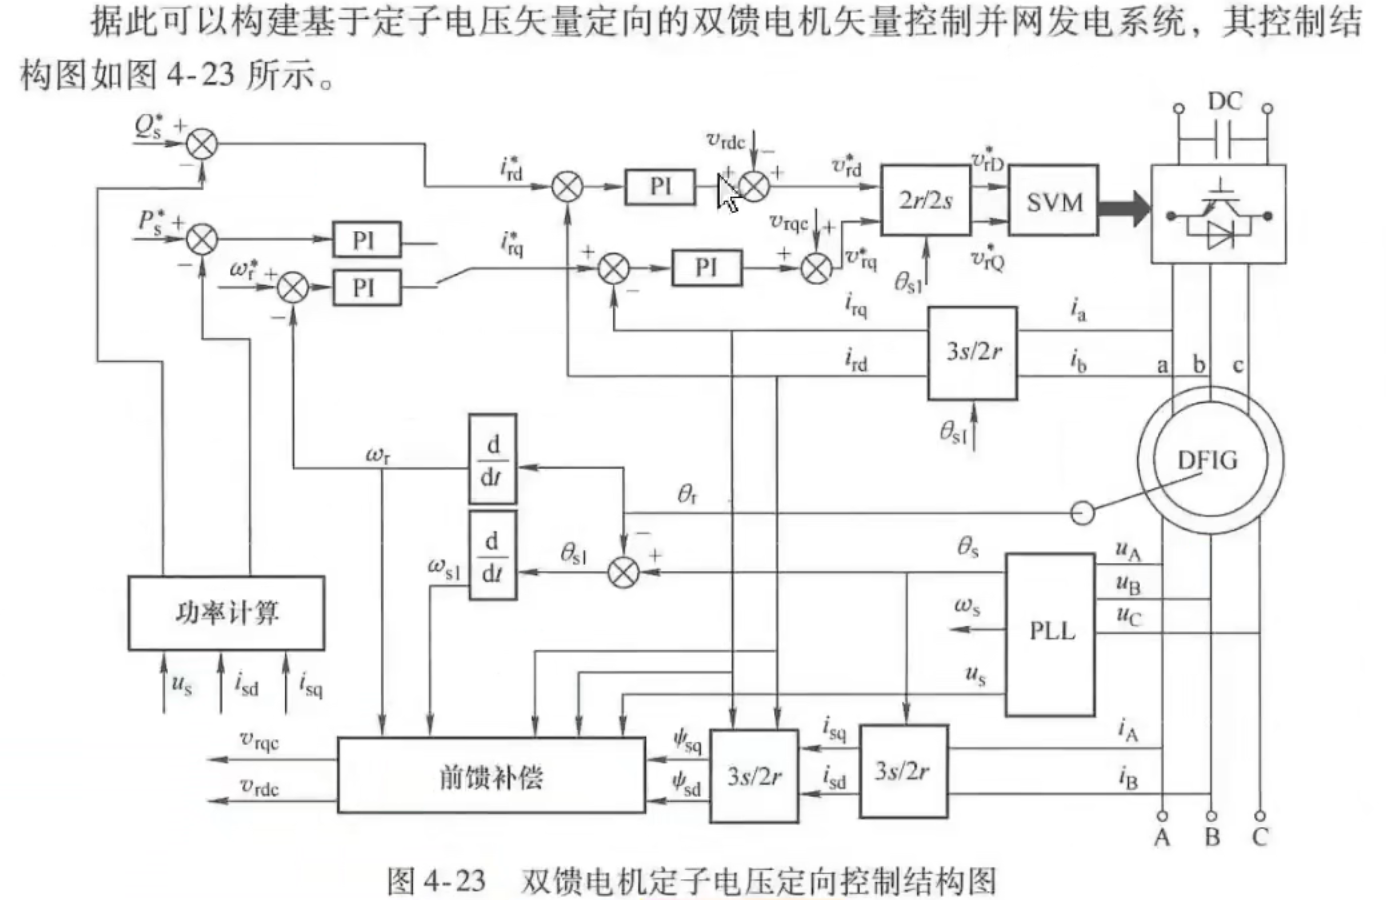 据此可以构建基于定子电压矢量定向的双馈电机矢量控制并网发电系统，其控制结
构图如图 4-23 所示。
DC
Q*s + −
i*rd
PI
vrdc − + +
v*rd
2r/2s
v*rD
SVM
P*s + −
PI
i*rq
+ −
PI
vrqc + +
v*rq
θsl
v*rQ
ω*r + −
PI
irq
3s/2r
ia
ird
ib
a b c
θsl
DFIG
ωr
d/dt
θr
d/dt
ωsl
θsl
− +
θs
ωs
us
PLL
uA
uB
uC
功率计算
us isd isq
vrqc
vrdc
前馈补偿
ψsq
ψsd
3s/2r
isq
isd
3s/2r
iA
iB
A B C
图 4-23 双馈电机定子电压定向控制结构图